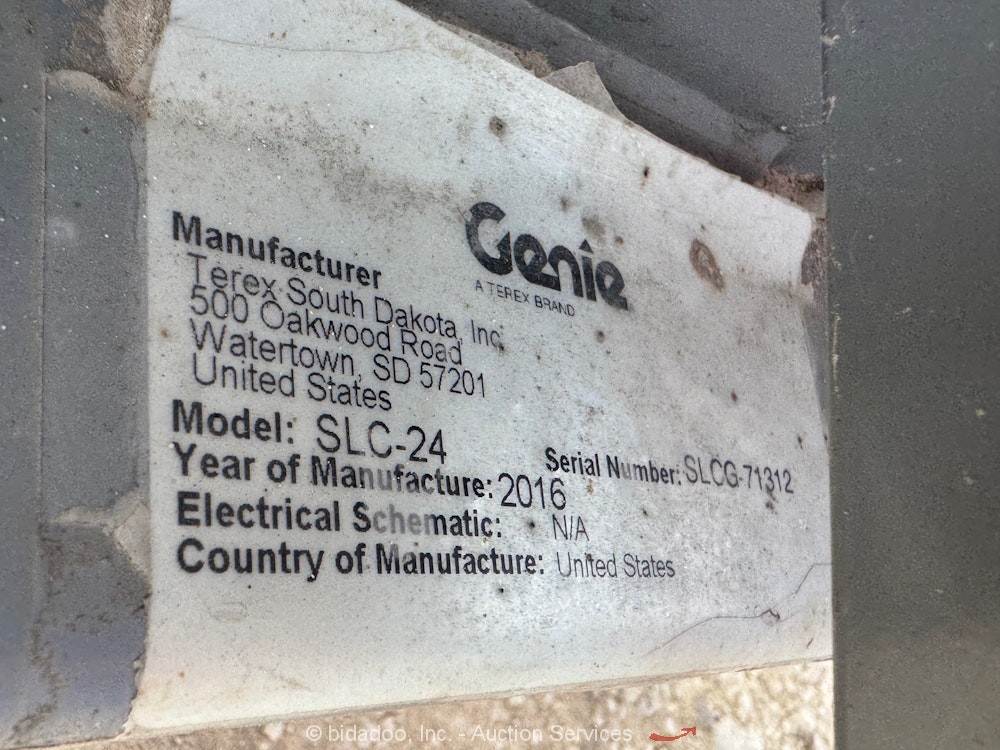 Genie
A TEREX BRAND
Manufacturer
Terex South Dakota, Inc.
500 Oakwood Road
Watertown, SD 57201
United States
Model: SLC-24
Serial Number: SLCG-71312
Year of Manufacture: 2016
Electrical Schematic: N/A
Country of Manufacture: United States
© bidadoo, Inc. - Auction Services